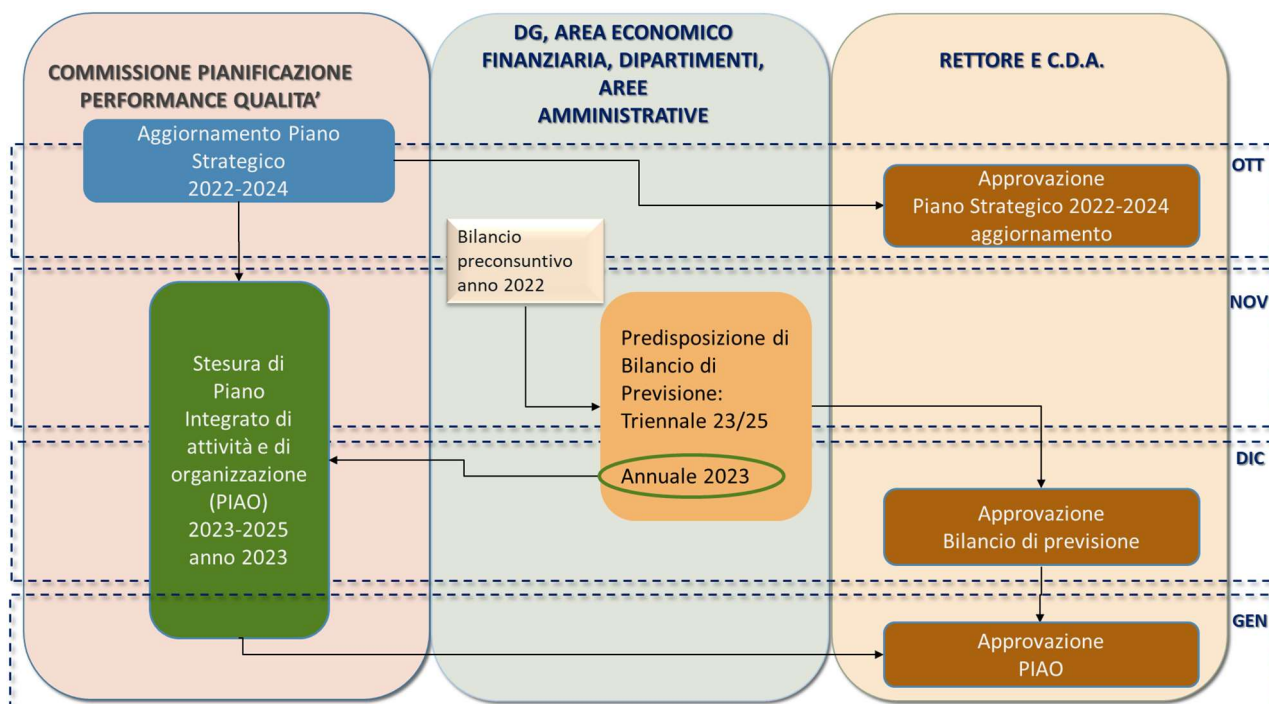 COMMISSIONE PIANIFICAZIONE
PERFORMANCE QUALITA’
Aggiornamento Piano
Strategico
2022-2024
Stesura di
Piano
Integrato di
attività e di
organizzazione
(PIAO)
2023-2025
anno 2023
DG, AREA ECONOMICO
FINANZIARIA, DIPARTIMENTI,
AREE
AMMINISTRATIVE
Bilancio
preconsuntivo
anno 2022
Predisposizione di
Bilancio di
Previsione:
Triennale 23/25
Annuale 2023
RETTORE E C.D.A.
Approvazione
Piano Strategico 2022-2024
aggiornamento
Approvazione
Bilancio di previsione
Approvazione
PIAO
OTT
NOV
DIC
GEN